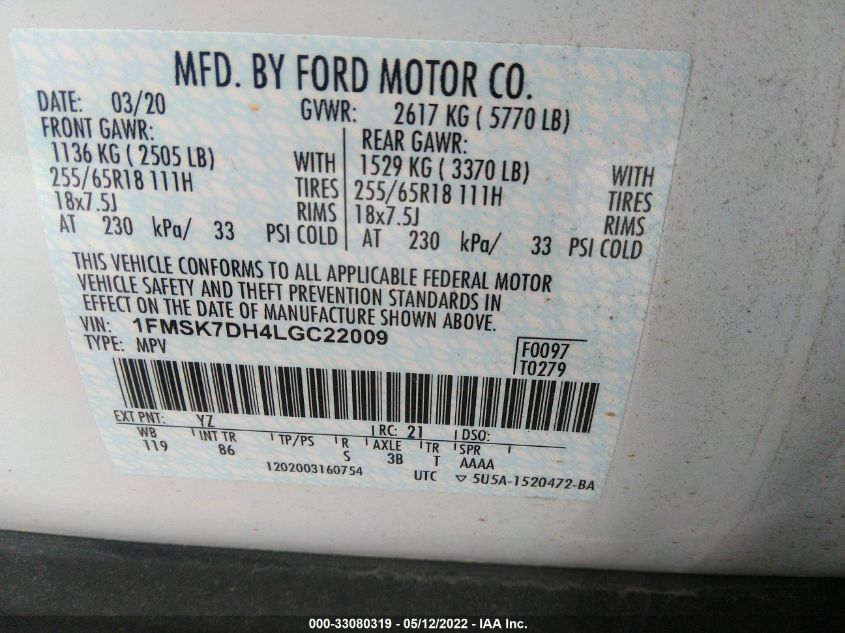 MFD. BY FORD MOTOR CO.
DATE: 03/20 GVWR: 2617 KG ( 5770 LB)
FRONT GAWR: REAR GAWR:
1136 KG ( 2505 LB) WITH 1529 KG ( 3370 LB) WITH
255/65R18 111H TIRES 255/65R18 111H TIRES
18x7.5J RIMS 18x7.5J RIMS
AT 230 kPa/ 33 PSI COLD AT 230 kPa/ 33 PSI COLD
THIS VEHICLE CONFORMS TO ALL APPLICABLE FEDERAL MOTOR
VEHICLE SAFETY AND THEFT PREVENTION STANDARDS IN
EFFECT ON THE DATE OF MANUFACTURE SHOWN ABOVE.
VIN: 1FMSK7DH4LGC22009
TYPE: MPV
F0097
T0279
EXT PNT: YZ RC: 21 DSO:
WB INT TR TP/PS R AXLE TR SPR
119 86 S 3B T AAAA
1202003160754 UTC ▽ 5U5A-1520472-BA
000-33080319 - 05/12/2022 - IAA Inc.